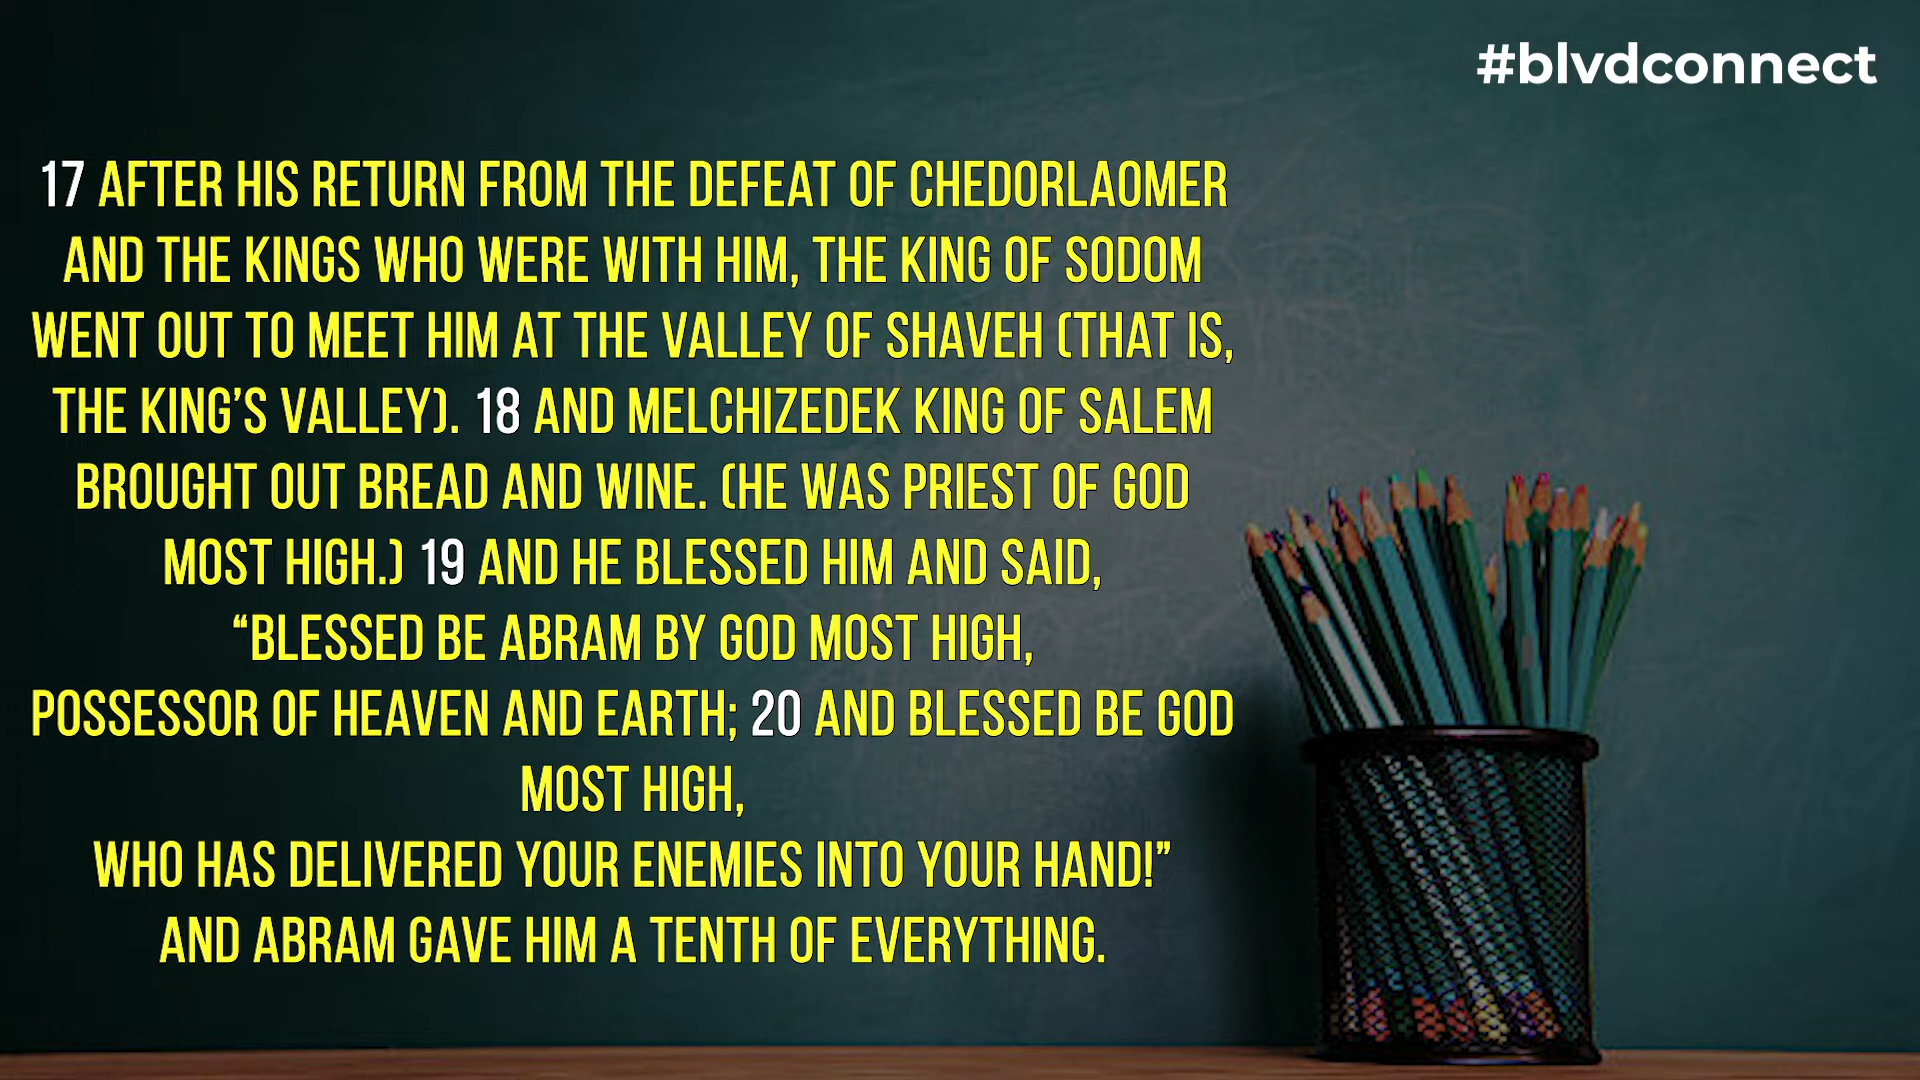 #blvdconnect
17 AFTER HIS RETURN FROM THE DEFEAT OF CHEDORLAOMER
AND THE KINGS WHO WERE WITH HIM, THE KING OF SODOM
WENT OUT TO MEET HIM AT THE VALLEY OF SHAVEH (THAT IS,
THE KING’S VALLEY). 18 AND MELCHIZEDEK KING OF SALEM
BROUGHT OUT BREAD AND WINE. (HE WAS PRIEST OF GOD
MOST HIGH.) 19 AND HE BLESSED HIM AND SAID,
“BLESSED BE ABRAM BY GOD MOST HIGH,
POSSESSOR OF HEAVEN AND EARTH; 20 AND BLESSED BE GOD
MOST HIGH,
WHO HAS DELIVERED YOUR ENEMIES INTO YOUR HAND!”
AND ABRAM GAVE HIM A TENTH OF EVERYTHING.